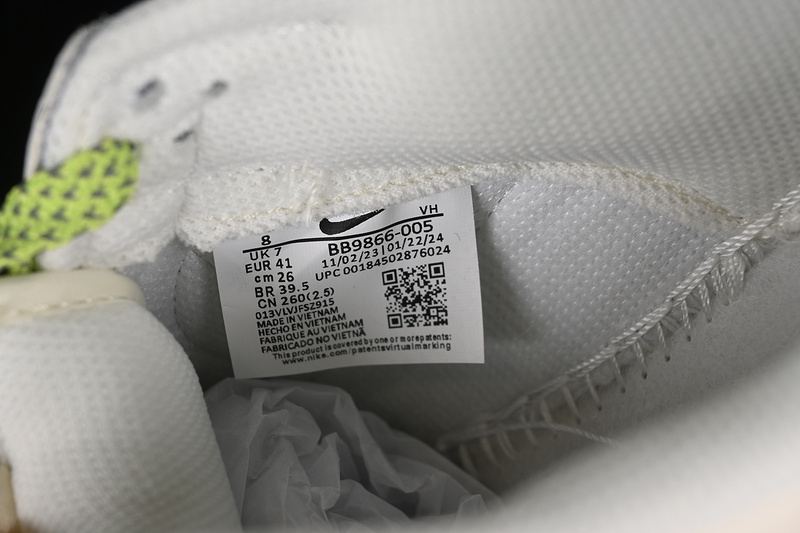 8
VH
UK 7
BB9866-005
EUR 41
11/02/23 | 01/22/24
cm 26
UPC 00184502876024
BR 39.5
CN 260(2.5)
013VLVJFSZ915
MADE IN VIETNAM
HECHO EN VIETNAM
FABRIQUE AU VIETNAM
FABRICADO NO VIETNÃ
This product is covered by one or more patents:
www.nike.com/patentsvirtualmarking